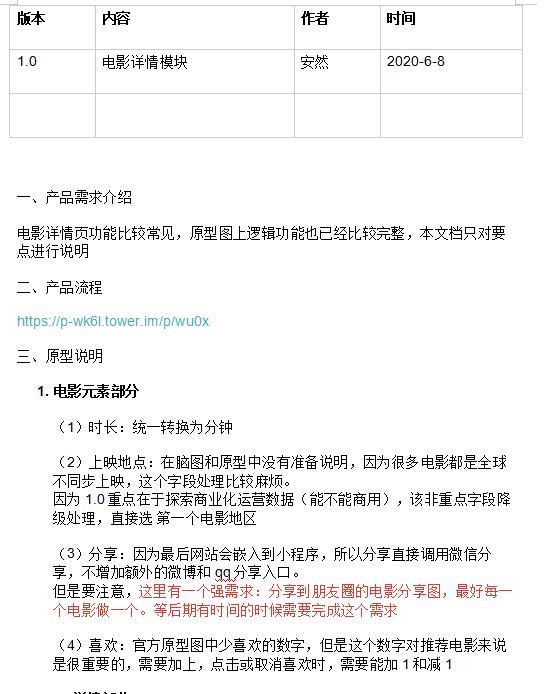 版本 内容 作者 时间
1.0 电影详情模块 安然 2020-6-8
一、产品需求介绍
电影详情页功能比较常见，原型图上逻辑功能也已经比较完整，本文档只对要
点进行说明
二、产品流程
https://p-wk6l.tower.im/p/wu0x
三、原型说明
1. 电影元素部分
（1）时长：统一转换为分钟
（2）上映地点：在脑图和原型中没有准备说明，因为很多电影都是全球
不同步上映，这个字段处理比较麻烦。
因为 1.0 重点在于探索商业化运营数据（能不能商用），该非重点字段降
级处理，直接选 第一个电影地区
（3）分享：因为最后网站会嵌入到小程序，所以分享直接调用微信分
享，不增加额外的微博和 qq 分享入口。
但是要注意，这里有一个强需求：分享到朋友圈的电影分享图，最好每一
个电影做一个。等后期有时间的时候需要完成这个需求
（4）喜欢：官方原型图中少喜欢的数字，但是这个数字对推荐电影来说
是很重要的，需要加上，点击或取消喜欢时，需要能加 1 和减 1